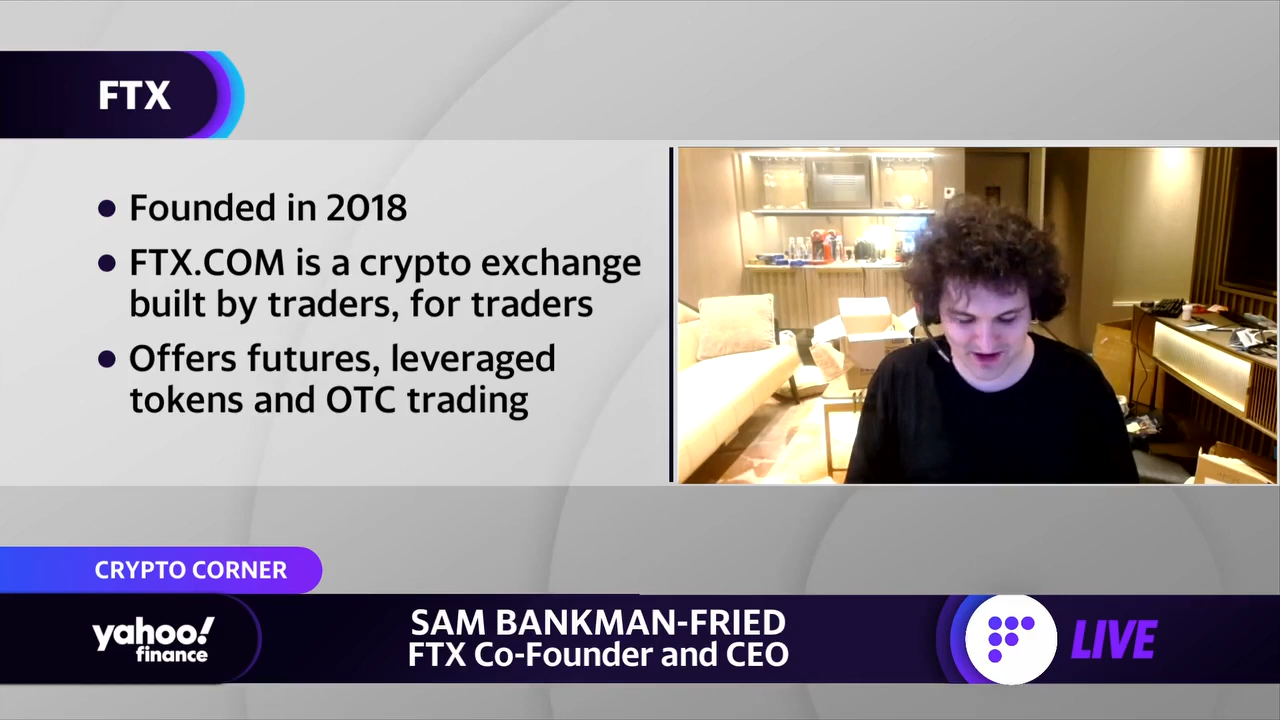 FTX
• Founded in 2018
• FTX.COM is a crypto exchange
built by traders, for traders
• Offers futures, leveraged
tokens and OTC trading
CRYPTO CORNER
yahoo!
finance
SAM BANKMAN-FRIED
FTX Co-Founder and CEO
LIVE